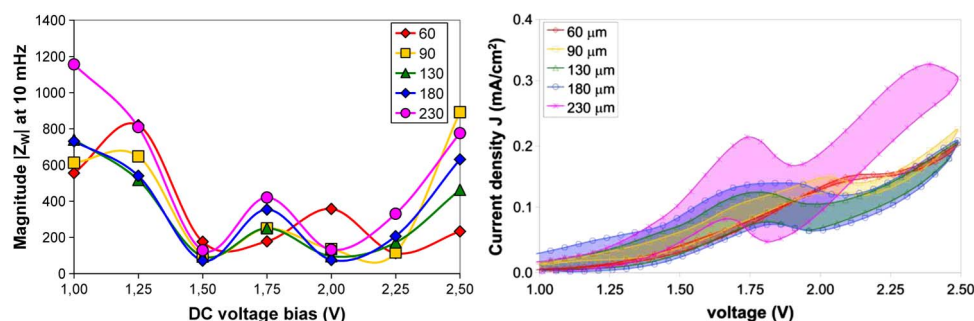 Magnitude |Zw| at 10 mHz
1400
1200
1000
800
600
400
200
0
1,00 1,25 1,50 1,75 2,00 2,25 2,50
DC voltage bias (V)
60
90
130
180
230
Current density J (mA/cm²)
0.4
0.3
0.2
0.1
0.0
1.00 1.25 1.50 1.75 2.00 2.25 2.50
voltage (V)
60 μm
90 μm
130 μm
180 μm
230 μm